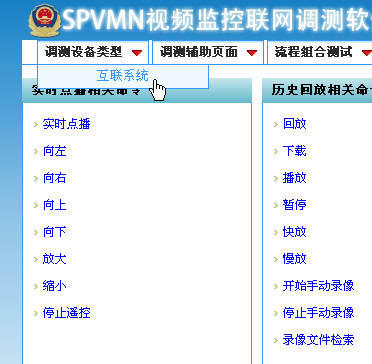 SPVMN视频监控联网调测软
调测设备类型 调测辅助页面 流程组合测试
互联系统
实时点播相关命令 历史回放相关命
实时点播
向左
向右
向上
向下
放大
缩小
停止遥控
回放
下载
播放
暂停
快放
慢放
开始手动录像
停止手动录像
录像文件检索